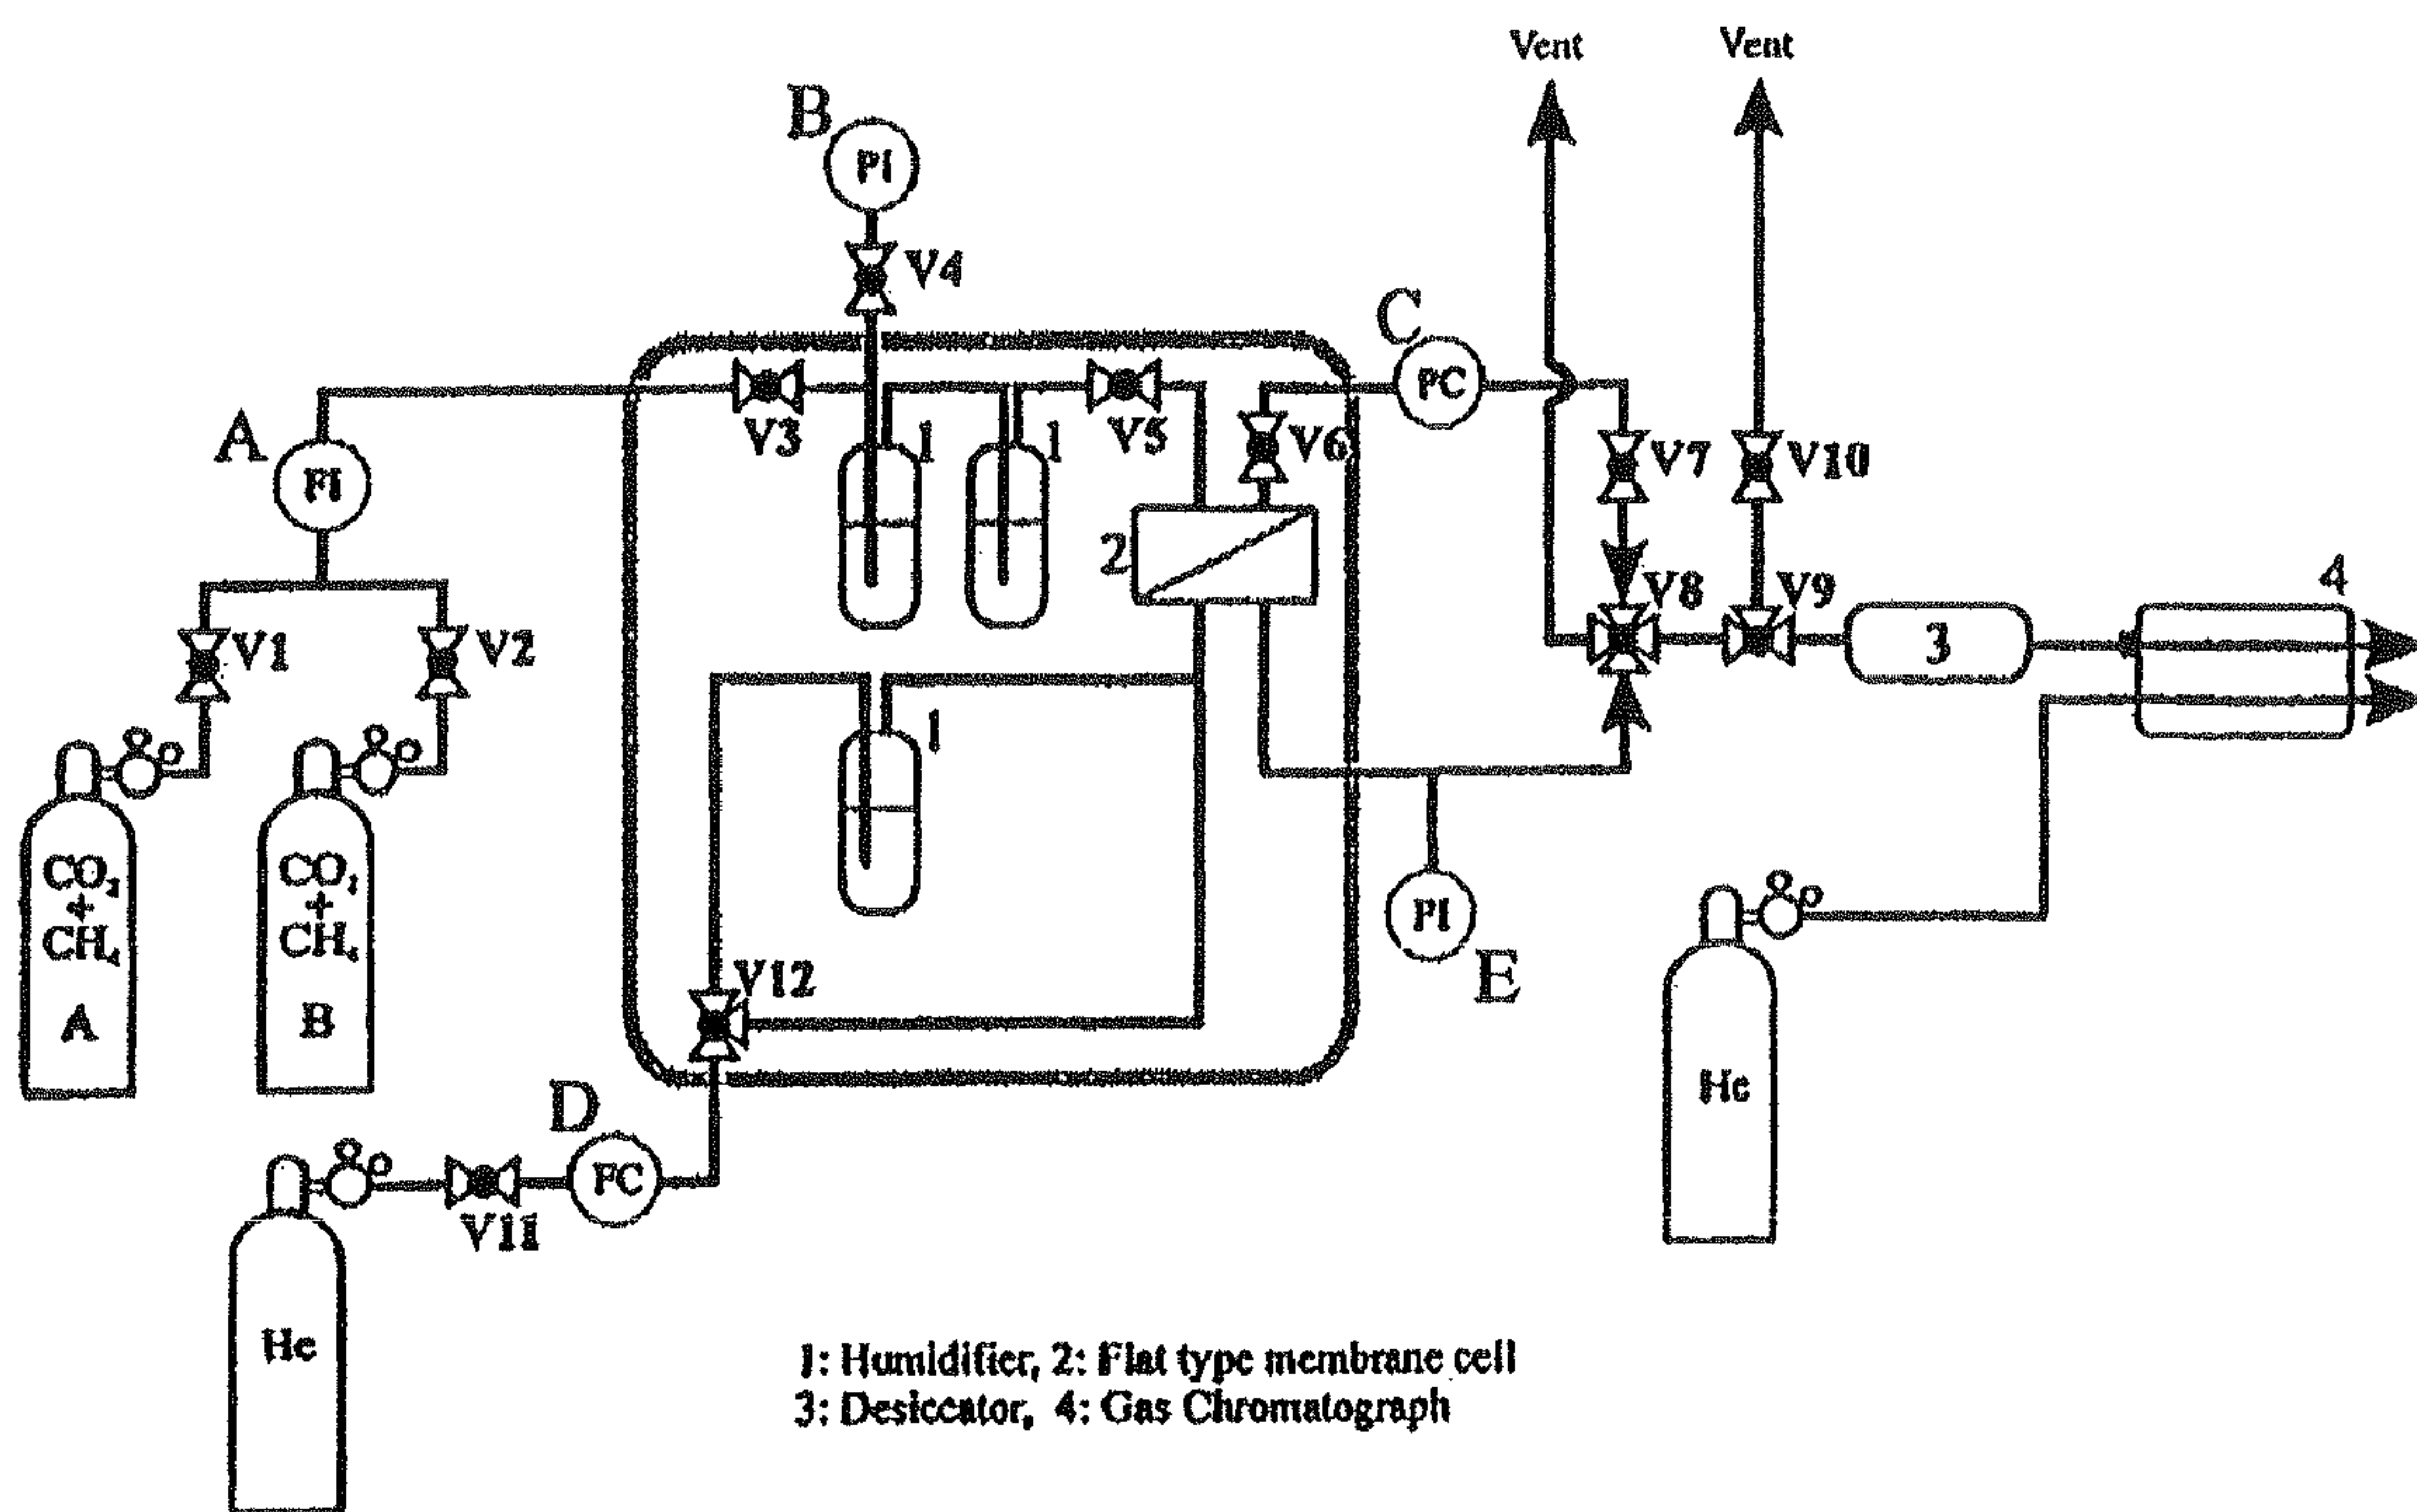 Vent
Vent
B
PI
V4
C
PC
A
FI
V3
1
1
V5
V6
V7
V10
2
V8
V9
4
V1
V2
3
1
CO₂
+
CH₄
A
CO₂
+
CH₄
B
V12
PI
E
D
FC
V11
He
He
1: Humidifier, 2: Flat type membrane cell
3: Desiccator, 4: Gas Chromatograph